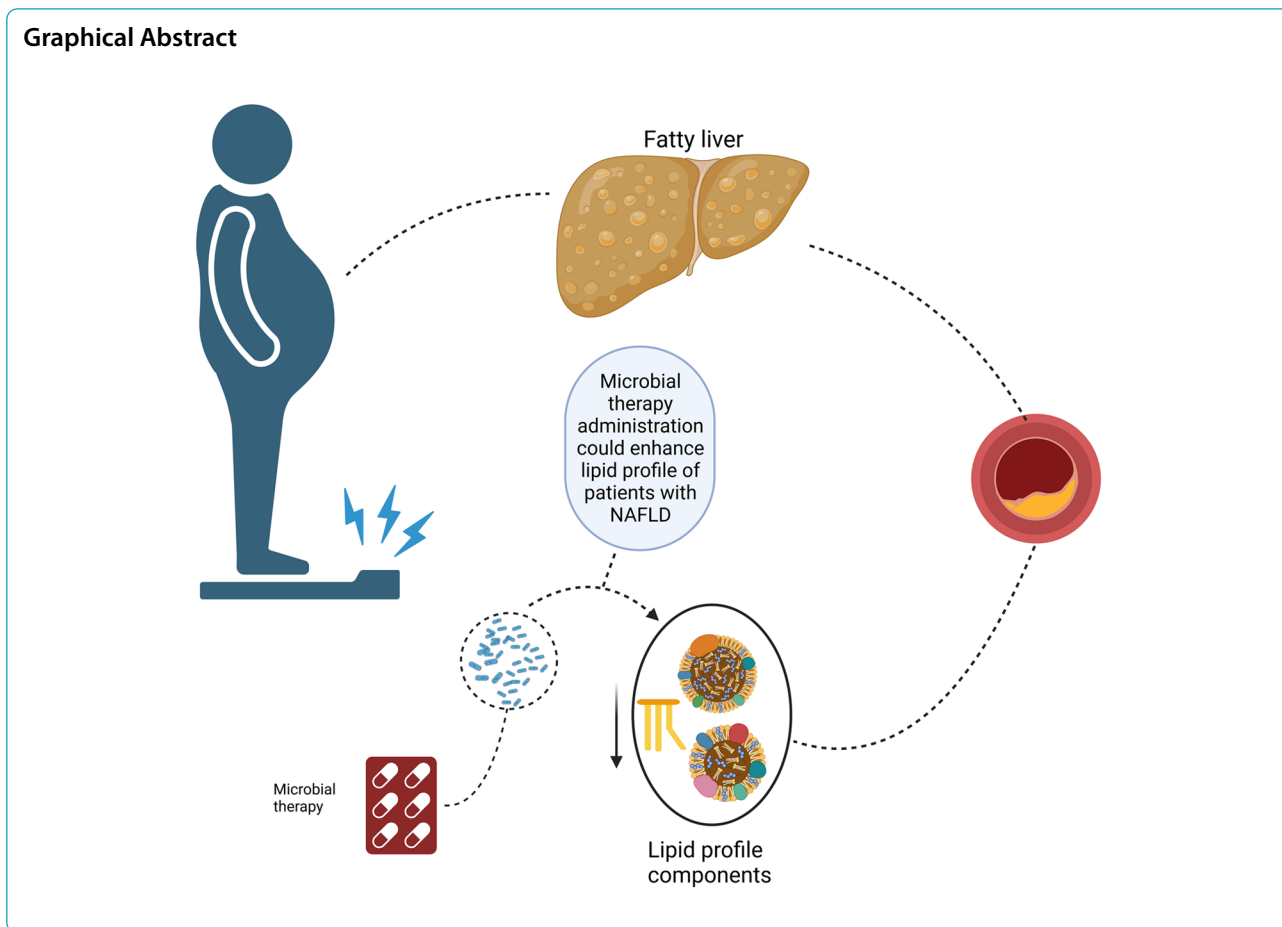 Graphical Abstract
Fatty liver
Microbial
therapy
administration
could enhance
lipid profile of
patients with
NAFLD
Microbial
therapy
Lipid profile
components